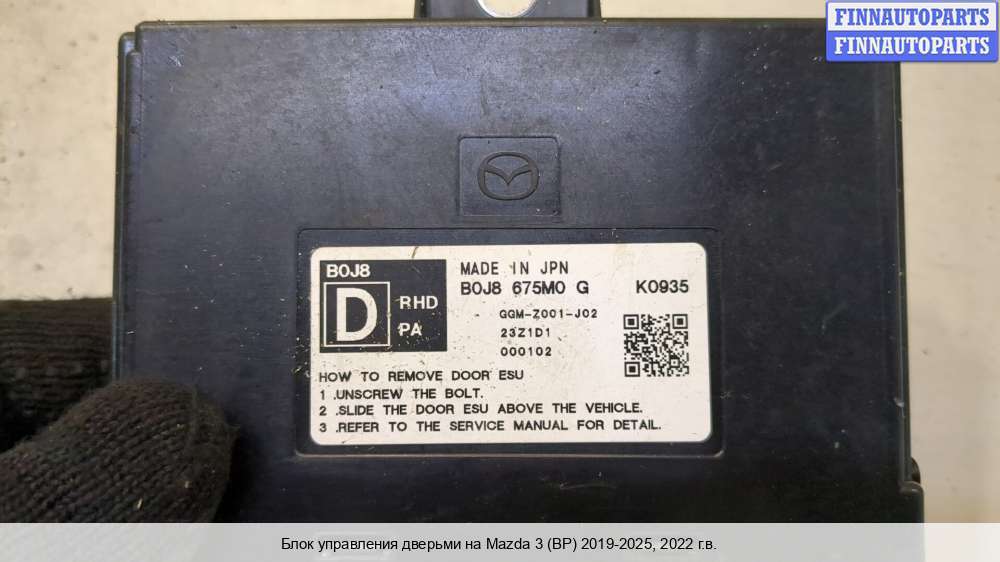 FINNAUTOPARTS
FINNAUTOPARTS
B0J8
D RHD
PA
MADE IN JPN
B0J8 675M0 G K0935
GGM-Z001-J02
23Z1D1
000102
HOW TO REMOVE DOOR ESU
1 .UNSCREW THE BOLT.
2 .SLIDE THE DOOR ESU ABOVE THE VEHICLE.
3 .REFER TO THE SERVICE MANUAL FOR DETAIL.
Блок управления дверьми на Mazda 3 (BP) 2019-2025, 2022 г.в.